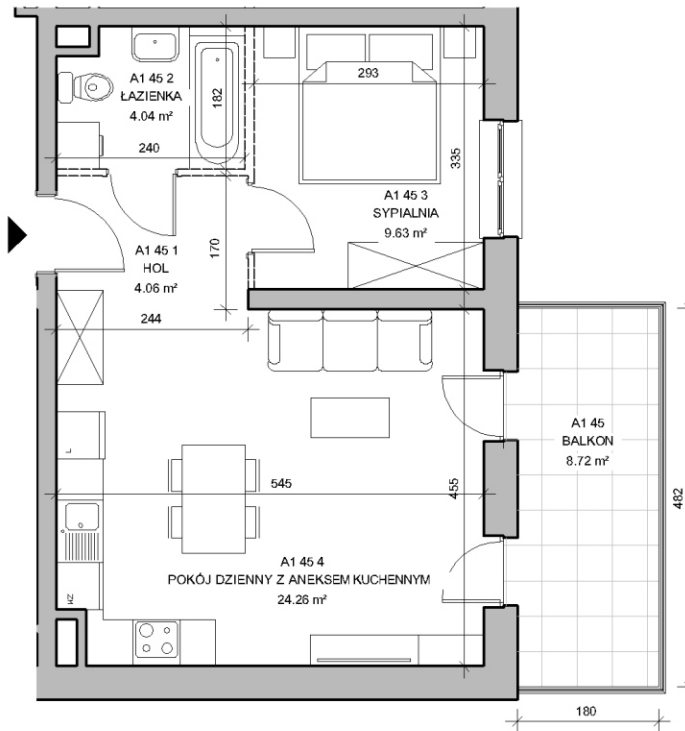 A1 45 2
ŁAZIENKA
4.04 m²
182
240
293
335
A1 45 3
SYPIALNIA
9.63 m²
A1 45 1
HOL
4.06 m²
170
244
A1 45
BALKON
8.72 m²
482
L
545
455
A1 45 4
POKÓJ DZIENNY Z ANEKSEM KUCHENNYM
24.26 m²
ZM
180